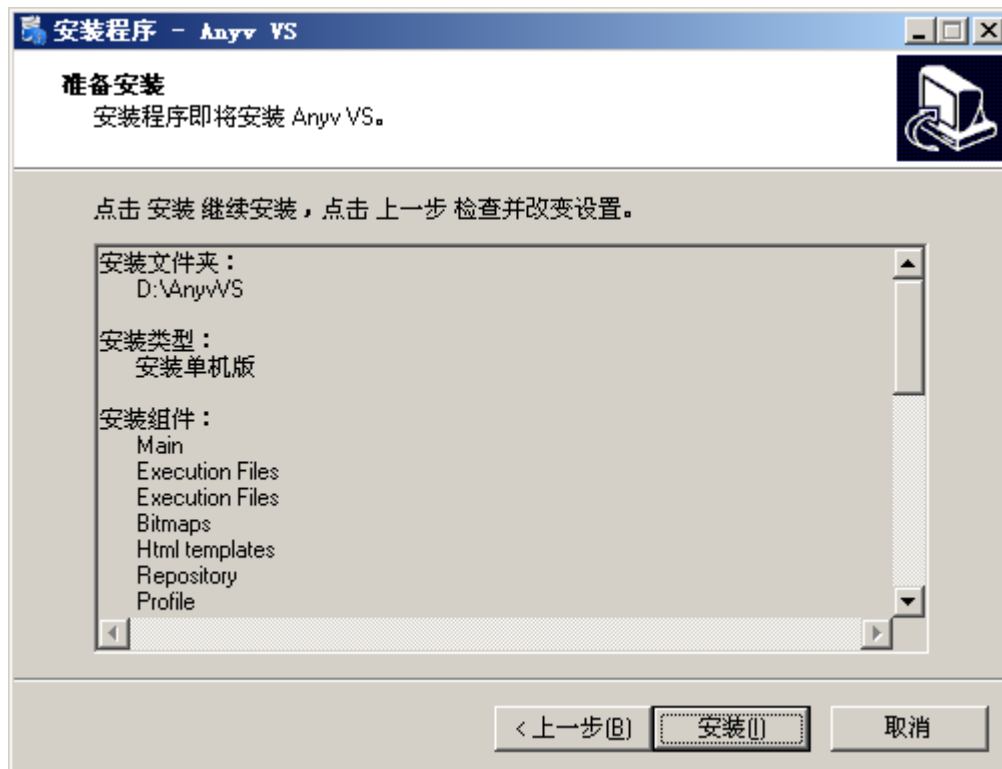 安装程序 - Anyv VS
准备安装
安装程序即将安装 Anyv VS。
点击 安装 继续安装，点击 上一步 检查并改变设置。
安装文件夹：
D:\AnyvVS
安装类型：
安装单机版
安装组件：
Main
Execution Files
Execution Files
Bitmaps
Html templates
Repository
Profile
< 上一步(B) 安装(I) 取消